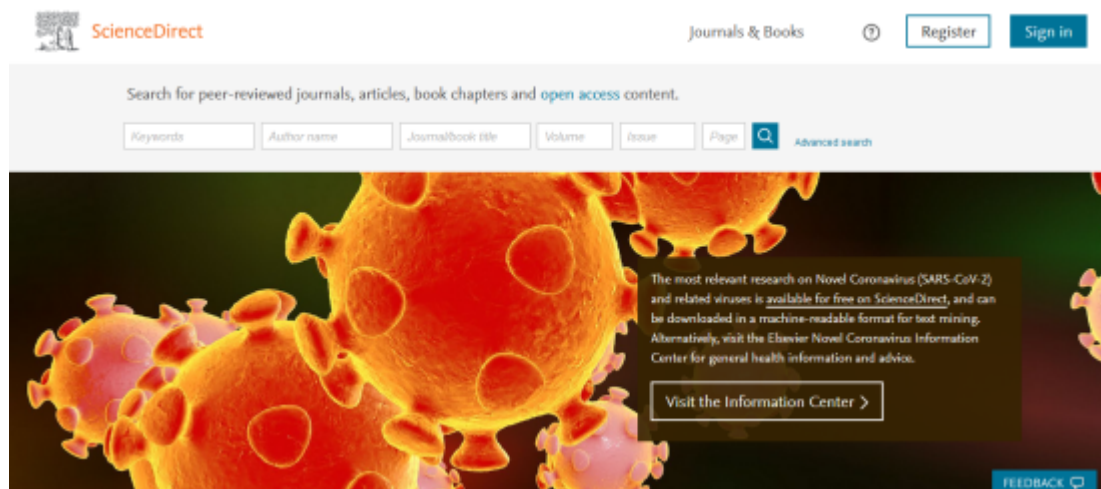 ScienceDirect
Journals & Books
?
Register
Sign in
Search for peer-reviewed journals, articles, book chapters and open access content.
Keywords
Author name
Journal/book title
Volume
Issue
Page
Advanced search
The most relevant research on Novel Coronavirus (SARS-CoV-2)
and related viruses is available for free on ScienceDirect, and can
be downloaded in a machine-readable format for text mining.
Alternatively, visit the Elsevier Novel Coronavirus Information
Center for general health information and advice.
Visit the Information Center >
FEEDBACK